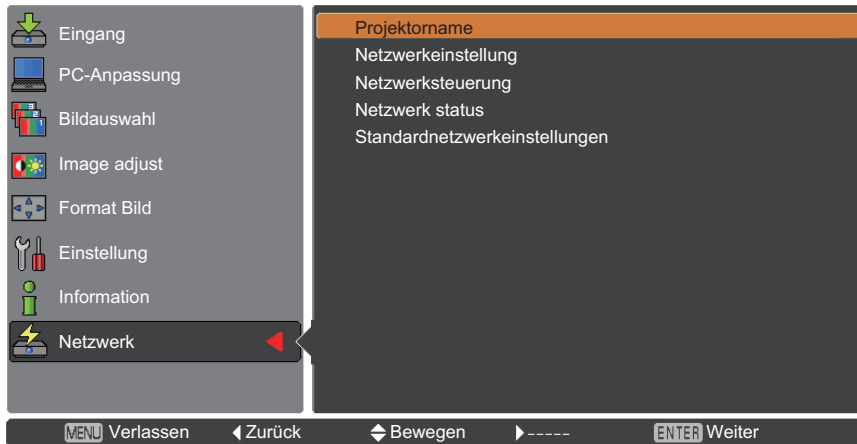 Eingang
PC-Anpassung
Bildauswahl
Image adjust
Format Bild
Einstellung
Information
Netzwerk
Projektorname
Netzwerkeinstellung
Netzwerksteuerung
Netzwerk status
Standardnetzwerkeinstellungen
MENU Verlassen Zurück Bewegen ----- ENTER Weiter